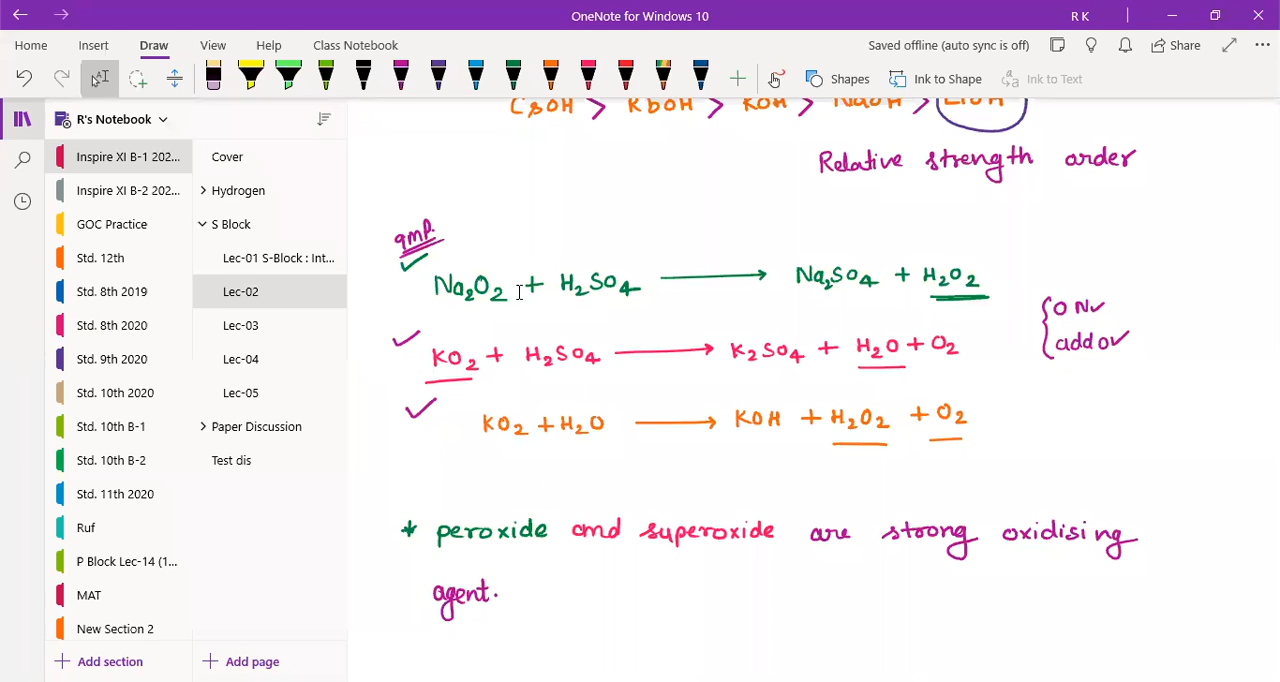 OneNote for Windows 10
R K
Home Insert Draw View Help Class Notebook
Saved offline (auto sync is off) Share
Shapes Ink to Shape Ink to Text
R's Notebook
Inspire XI B-1 202...
Inspire XI B-2 202...
GOC Practice
Std. 12th
Std. 8th 2019
Std. 8th 2020
Std. 9th 2020
Std. 10th 2020
Std. 10th B-1
Std. 10th B-2
Std. 11th 2020
Ruf
P Block Lec-14 (1...
MAT
New Section 2
Add section
Cover
Hydrogen
S Block
Lec-01 S-Block : Int...
Lec-02
Lec-03
Lec-04
Lec-05
Paper Discussion
Test dis
Add page
CsOH > RbOH > KOH > NaOH > LiOH
Relative strength order
imp.
Na2O2 + H2SO4 → Na2SO4 + H2O2
KO2 + H2SO4 → K2SO4 + H2O + O2
KO2 + H2O → KOH + H2O2 + O2
* peroxide and superoxide are strong oxidising
agent.